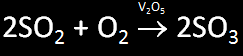 2SO₂ + O₂ →(V₂O₅) 2SO₃